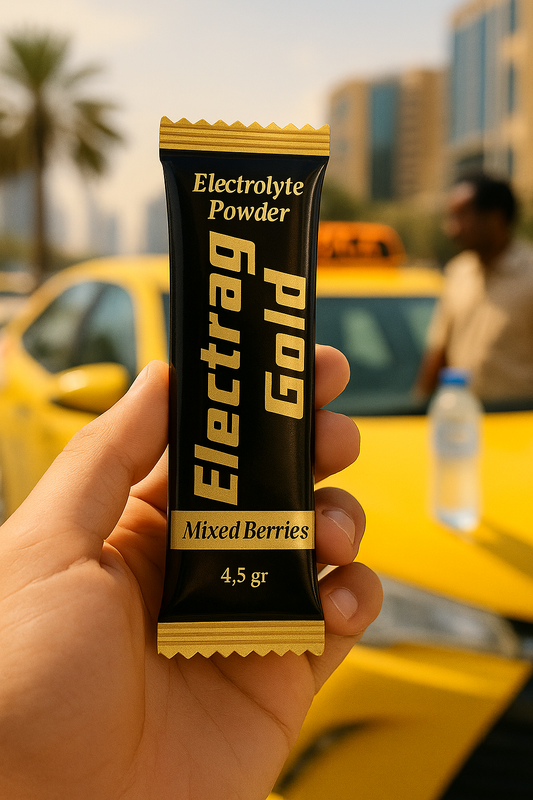 Electrolyte
Powder
Electrag
Gold
Mixed Berries
4,5 gr